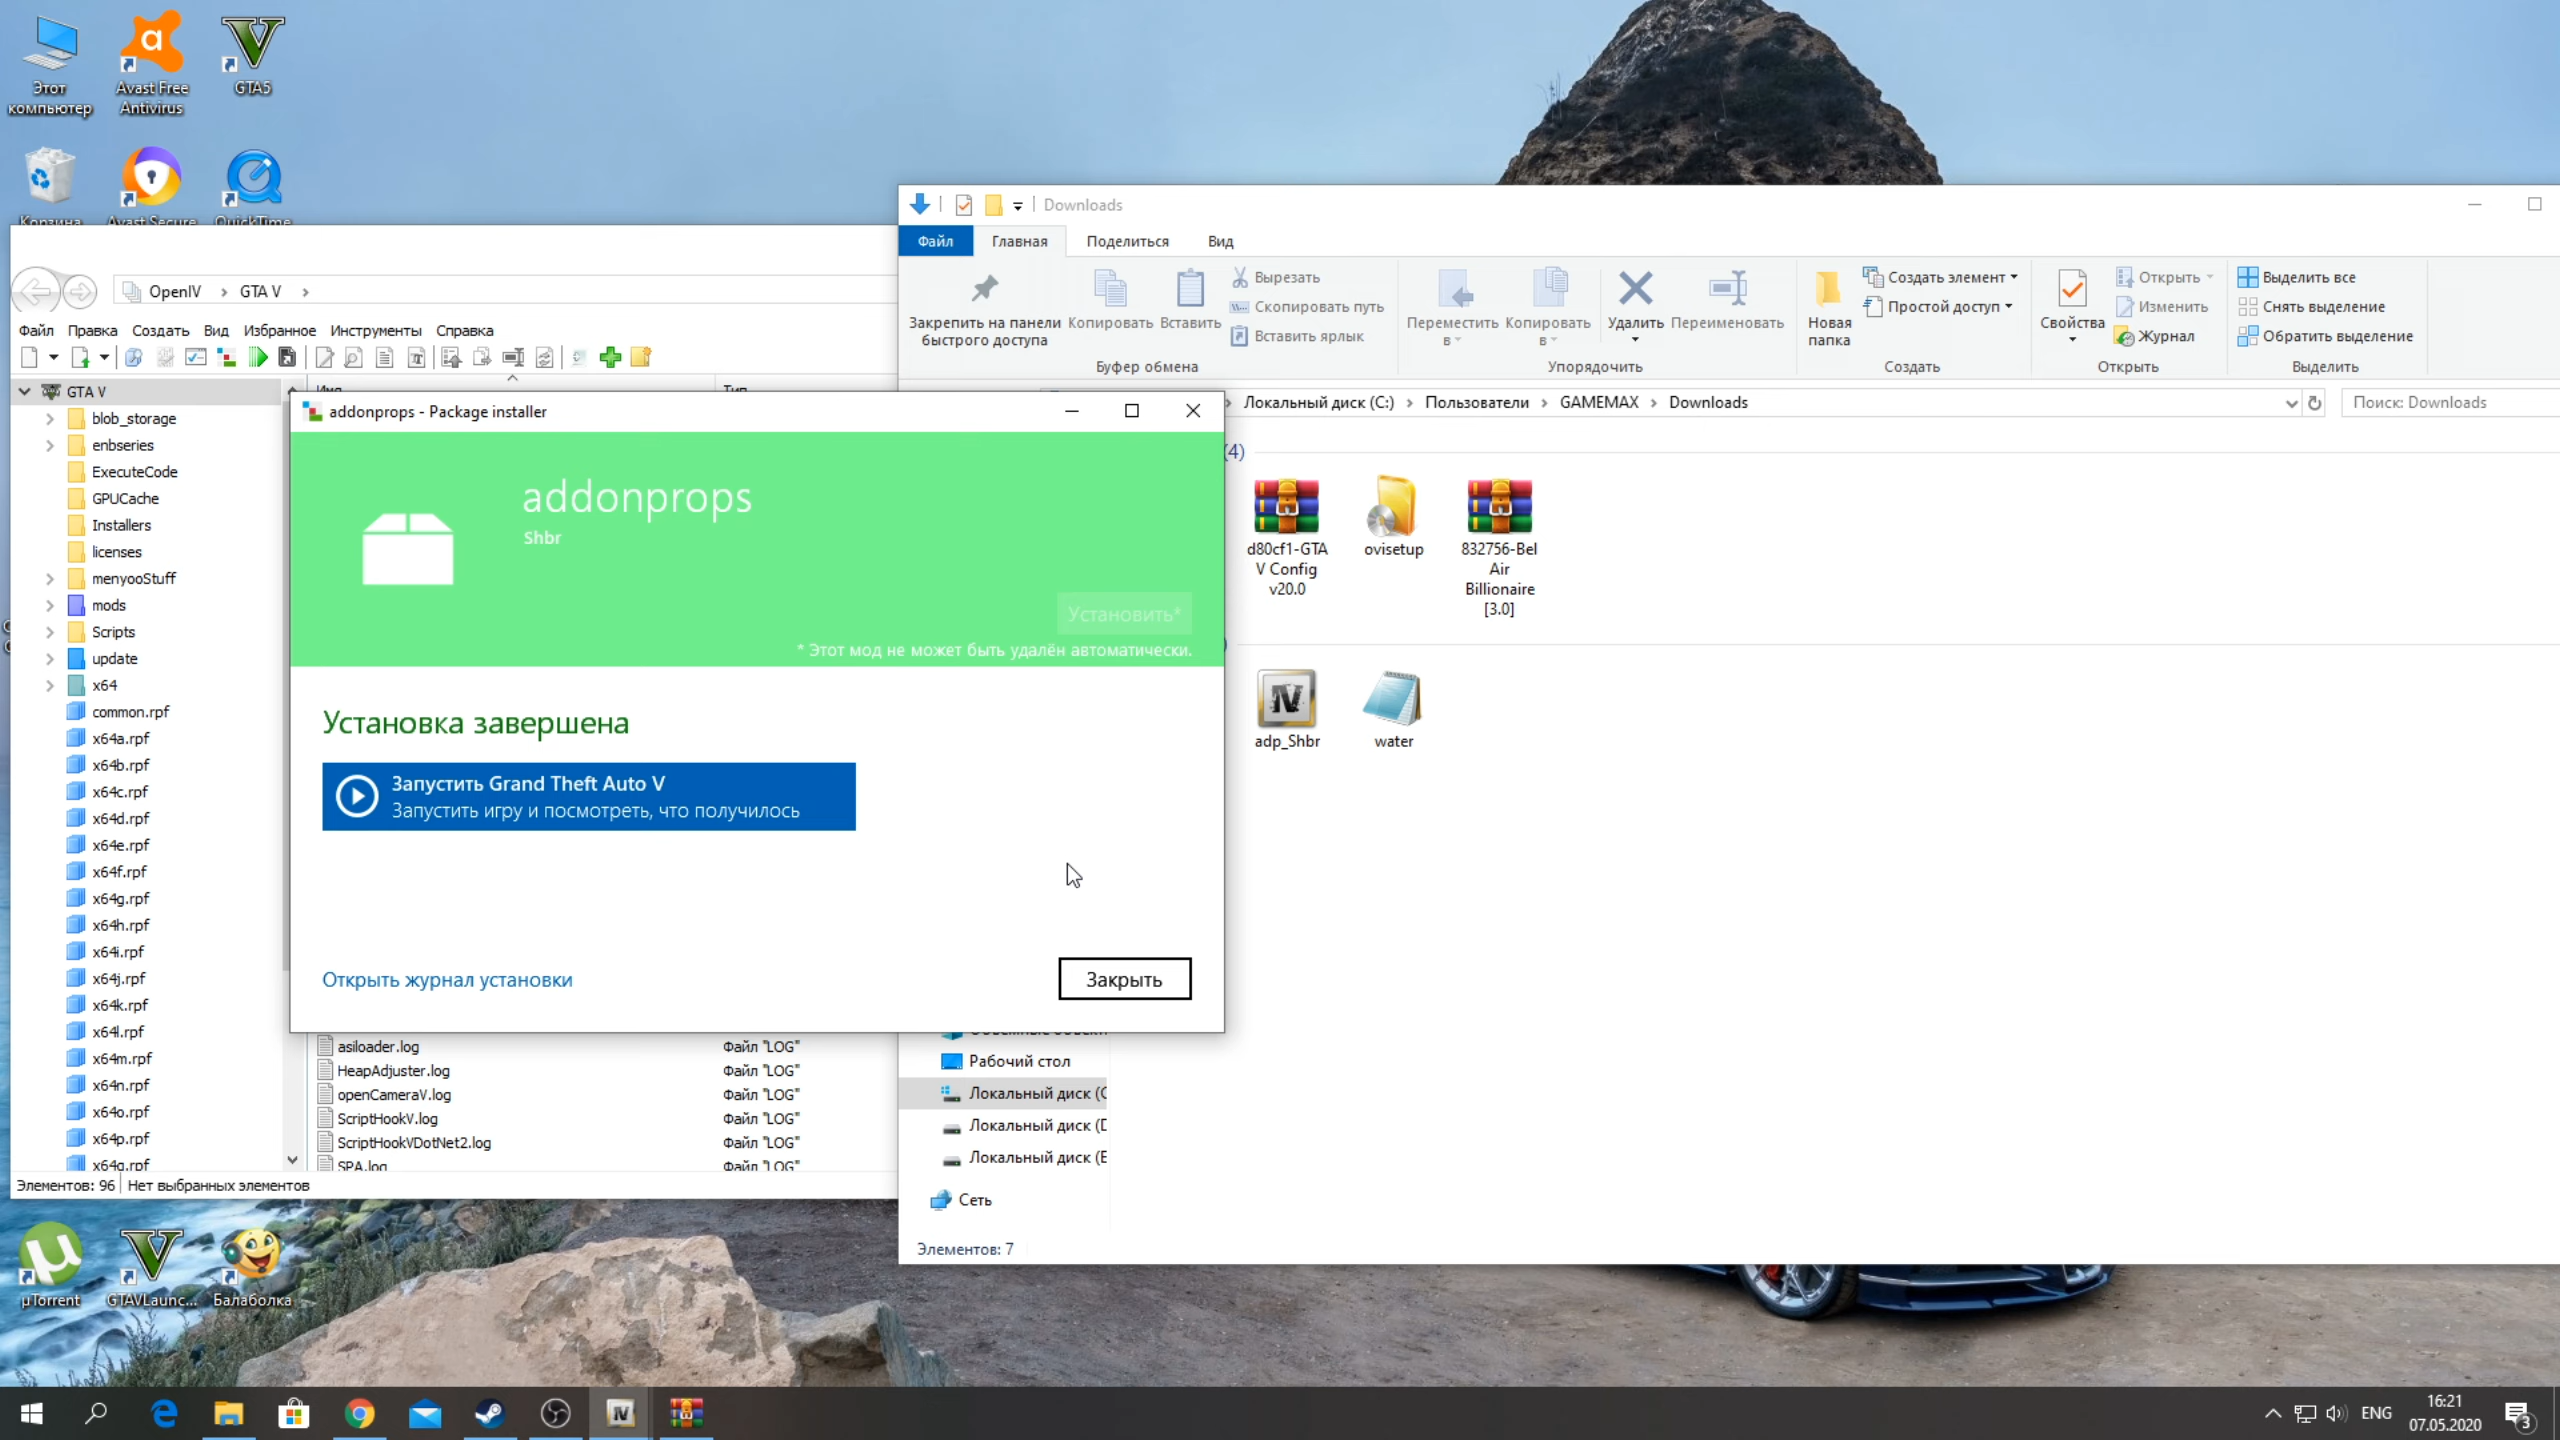 Этот
компьютер
Avast Free
Antivirus
GTA5
Корзина
Avast Secure
QuickTime
OpenIV
GTA V
Файл
Правка
Создать
Вид
Избранное
Инструменты
Справка
Имя
Тип
GTA V
blob_storage
enbseries
ExecuteCode
GPUCache
Installers
licenses
menyooStuff
mods
Scripts
update
x64
common.rpf
x64a.rpf
x64b.rpf
x64c.rpf
x64d.rpf
x64e.rpf
x64f.rpf
x64g.rpf
x64h.rpf
x64i.rpf
x64j.rpf
x64k.rpf
x64l.rpf
x64m.rpf
x64n.rpf
x64o.rpf
x64p.rpf
x64q.rpf
asiloader.log Файл "LOG"
HeapAdjuster.log Файл "LOG"
openCameraV.log Файл "LOG"
ScriptHookV.log Файл "LOG"
ScriptHookVDotNet2.log Файл "LOG"
SPA.log Файл "LOG"
Элементов: 96 Нет выбранных элементов
addonprops - Package installer
addonprops
Shbr
Установить*
* Этот мод не может быть удалён автоматически.
Установка завершена
Запустить Grand Theft Auto V
Запустить игру и посмотреть, что получилось
Открыть журнал установки
Закрыть
Downloads
Файл
Главная
Поделиться
Вид
Закрепить на панели
быстрого доступа
Копировать
Вставить
Вырезать
Скопировать путь
Вставить ярлык
Буфер обмена
Переместить
в
Копировать
в
Удалить
Переименовать
Упорядочить
Новая
папка
Создать элемент
Простой доступ
Создать
Свойства
Открыть
Изменить
Журнал
Открыть
Выделить все
Снять выделение
Обратить выделение
Выделить
Локальный диск (C:)
Пользователи
GAMEMAX
Downloads
Поиск: Downloads
(4)
d80cf1-GTA
V Config
v20.0
ovisetup
832756-Bel
Air
Billionaire
[3.0]
adp_Shbr
water
Рабочий стол
Локальный диск (C
Локальный диск (D
Локальный диск (E
Сеть
Элементов: 7
µTorrent
GTAVLaunc...
Балаболка
ENG
16:21
07.05.2020
3